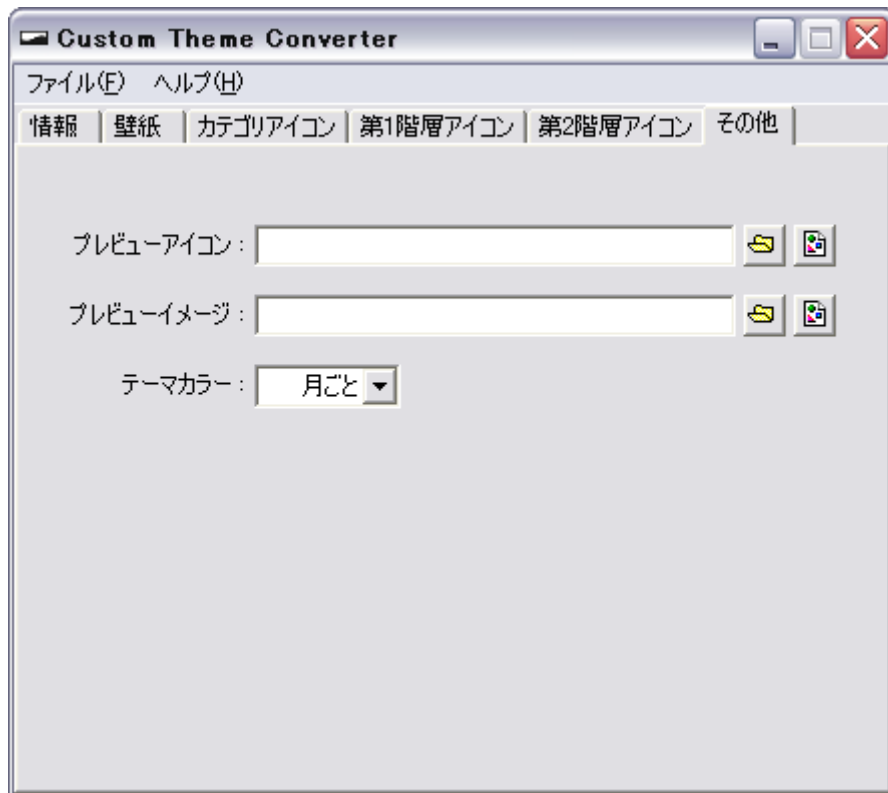 Custom Theme Converter
ファイル(F) ヘルプ(H)
情報 壁紙 カテゴリアイコン 第1階層アイコン 第2階層アイコン その他
プレビューアイコン :
プレビューイメージ :
テーマカラー : 月ごと